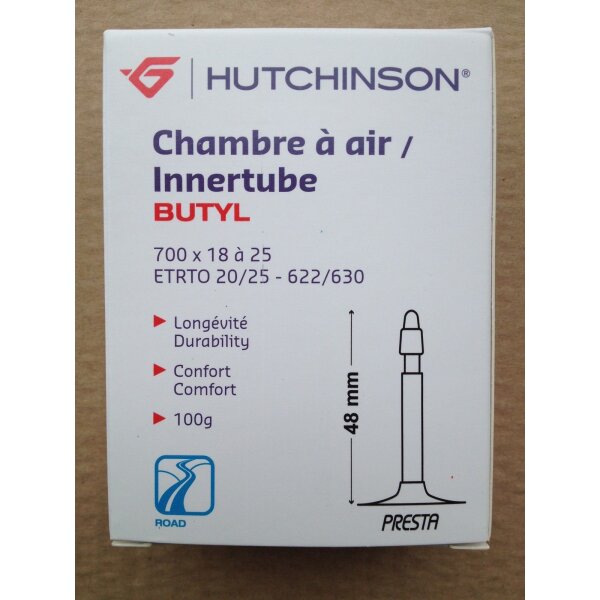 HUTCHINSON®
Chambre à air /
Innertube
BUTYL
700 x 18 à 25
ETRTO 20/25 - 622/630
Longévité
Durability
Confort
Comfort
100g
48 mm
ROAD
PRESTA